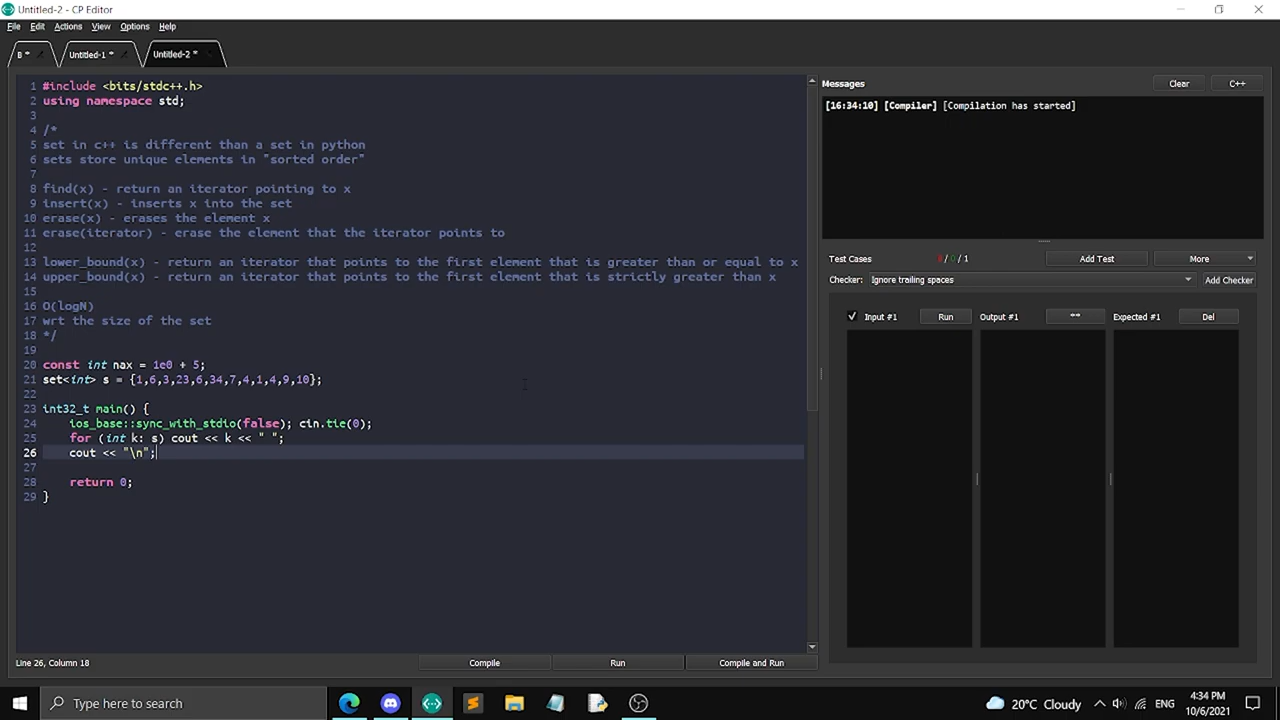 Untitled-2 - CP Editor
File Edit Actions View Options Help
B * Untitled-1 * Untitled-2 *
1 #include <bits/stdc++.h>
2 using namespace std;
3
4 /*
5 set in c++ is different than a set in python
6 sets store unique elements in "sorted order"
7
8 find(x) - return an iterator pointing to x
9 insert(x) - inserts x into the set
10 erase(x) - erases the element x
11 erase(iterator) - erase the element that the iterator points to
12
13 lower_bound(x) - return an iterator that points to the first element that is greater than or equal to x
14 upper_bound(x) - return an iterator that points to the first element that is strictly greater than x
15
16 O(logN)
17 wrt the size of the set
18 */
19
20 const int nax = 1e0 + 5;
21 set<int> s = {1,6,3,23,6,34,7,4,1,4,9,10};
22
23 int32_t main() {
24 ios_base::sync_with_stdio(false); cin.tie(0);
25 for (int k: s) cout << k << " ";
26 cout << "\n";
27
28 return 0;
29 }
Line 26, Column 18
Compile Run Compile and Run
Messages Clear C++
[16:34:10] [Compiler] [Compilation has started]
Test Cases 0 / 0 / 1 Add Test More
Checker: Ignore trailing spaces Add Checker
Input #1 Run Output #1 ** Expected #1 Del
Type here to search
20°C Cloudy ENG
4:34 PM
10/6/2021